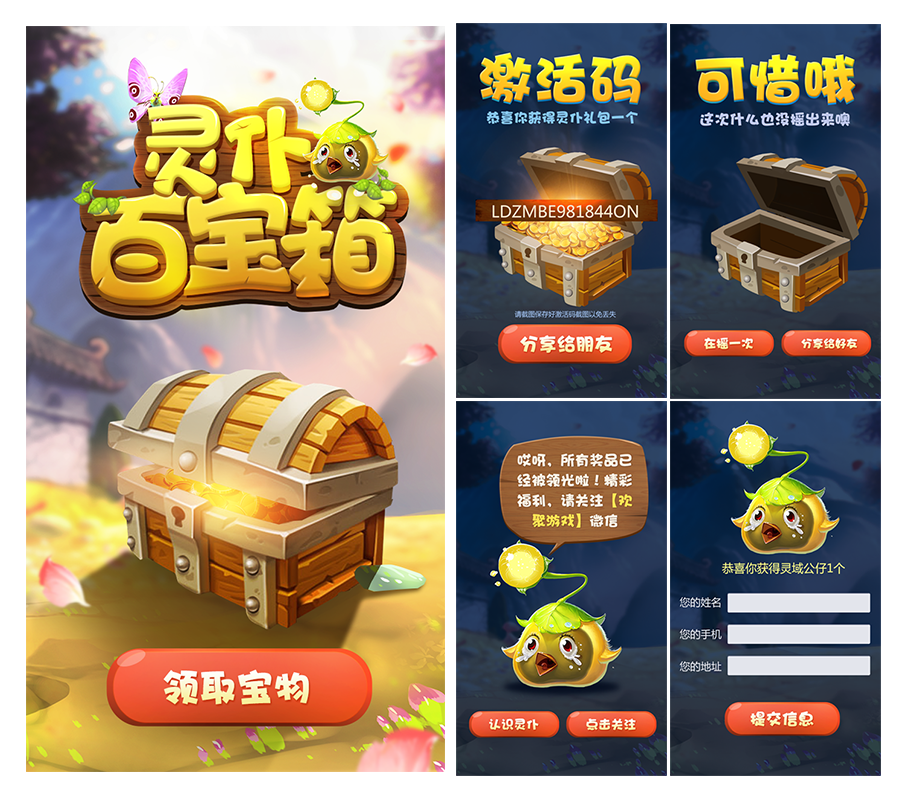 灵仆
百宝箱
领取宝物
激活码
恭喜你获得灵仆礼包一个
LDZMBE981844ON
请截图保存好激活码截图以免丢失
分享给朋友
可惜哦
这次什么也没摇出来噢
在摇一次
分享给好友
哎呀，所有奖品已
经被领光啦！精彩
福利，请关注【欢
聚游戏】微信
认识灵仆
点击关注
恭喜你获得灵域公仔1个
您的姓名
您的手机
您的地址
提交信息